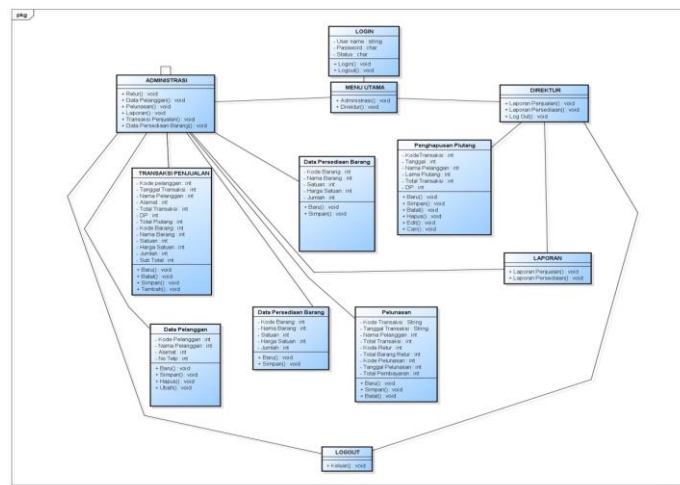 pkg
LOGIN
- User name : string
- Password : char
- Status : char
+ Login() : void
+ Logout() : void
MENU UTAMA
+ Administrasi() : void
+ Direktur() : void
ADMINISTRASI
+ Retur() : void
+ Data Pelanggan() : void
+ Pelunasan() : void
+ Laporan() : void
+ Transaksi Penjualan() : void
+ Data Persediaan Barang() : void
DIREKTUR
+ Laporan Penjualan() : void
+ Laporan Persediaan() : void
+ Log Out() : void
Penghapusan Piutang
- KodeTransaksi : int
- Tanggal : int
- Nama Pelanggan : int
- Lama Piutang : int
- Total Transaksi : int
- DP : int
+ Baru() : void
+ Simpan() : void
+ Batal() : void
+ Hapus() : void
+ Edit() : void
+ Cari() : void
Data Persediaan Barang
- Kode Barang : int
- Nama Barang : int
- Satuan : int
- Harga Satuan : int
- Jumlah : int
+ Baru() : void
+ Simpan() : void
TRANSAKSI PENJUALAN
- Kode pelanggan : int
- Tanggal Transaksi : int
- Nama Pelanggan : int
- Alamat : int
- Total Transaksi : int
- DP : int
- Total Piutang : int
- Kode Barang : int
- Nama Barang : int
- Satuan : int
- Harga Satuan : int
- Jumlah : int
- Sub Total : int
+ Baru() : void
+ Batal() : void
+ Simpan() : void
+ Tambah() : void
LAPORAN
+ Laporan Penjualan() : void
+ Laporan Persediaan() : void
Data Persediaan Barang
- Kode Barang : int
- Nama Barang : int
- Satuan : int
- Harga Satuan : int
- Jumlah : int
+ Baru() : void
+ Simpan() : void
Pelunasan
- Kode Transaksi : String
- Tanggal Transaksi : String
- Nama Pelanggan : int
- Total Transaksi : int
- Kode Retur : int
- Total Barang Retur : int
- Kode Pelunasan : int
- Tanggal Pelunasan : int
- Total Pembayaran : int
+ Baru() : void
+ Simpan() : void
+ Batal() : void
Data Pelanggan
- Kode Pelanggan : int
- Nama Pelanggan : int
- Alamat : int
- No Telp : int
+ Baru() : void
+ Simpan() : void
+ Hapus() : void
+ Ubah() : void
LOGOUT
+ Keluar() : void